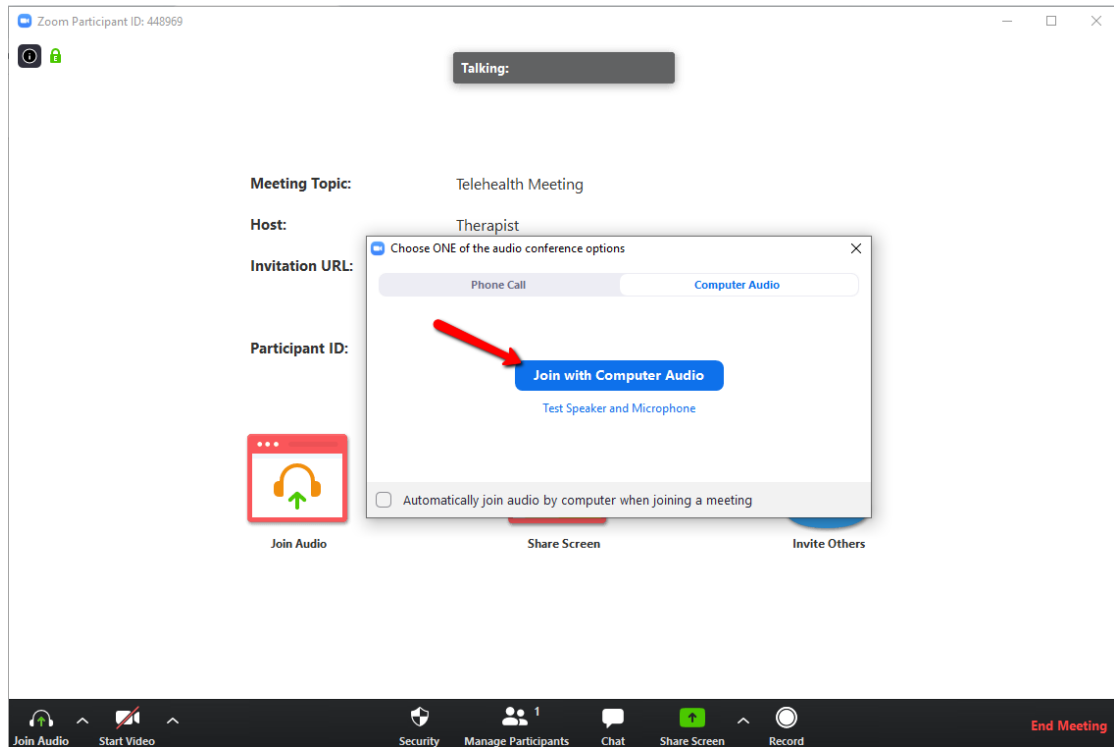 Zoom Participant ID: 448969
Talking:
Meeting Topic: Telehealth Meeting
Host: Therapist
Choose ONE of the audio conference options
Invitation URL:
Phone Call Computer Audio
Participant ID:
Join with Computer Audio
Test Speaker and Microphone
Automatically join audio by computer when joining a meeting
Join Audio Share Screen Invite Others
1
Join Audio Start Video Security Manage Participants Chat Share Screen Record End Meeting